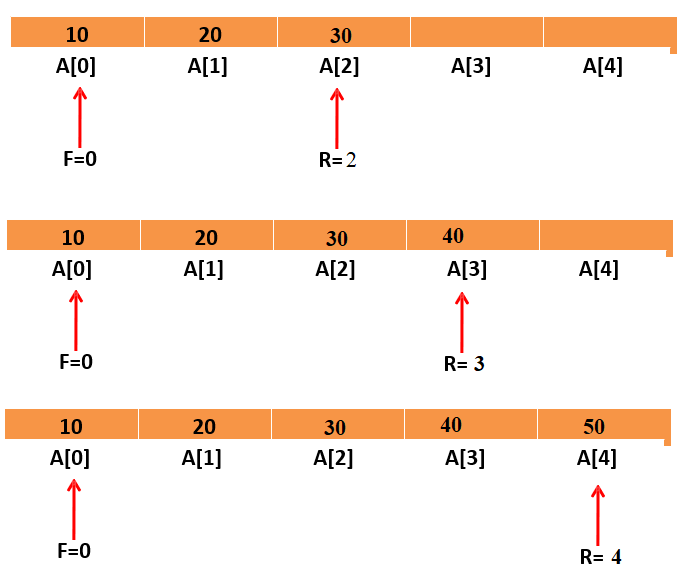 10 20 30
A[0] A[1] A[2] A[3] A[4]
F=0 R= 2
10 20 30 40
A[0] A[1] A[2] A[3] A[4]
F=0 R= 3
10 20 30 40 50
A[0] A[1] A[2] A[3] A[4]
F=0 R= 4